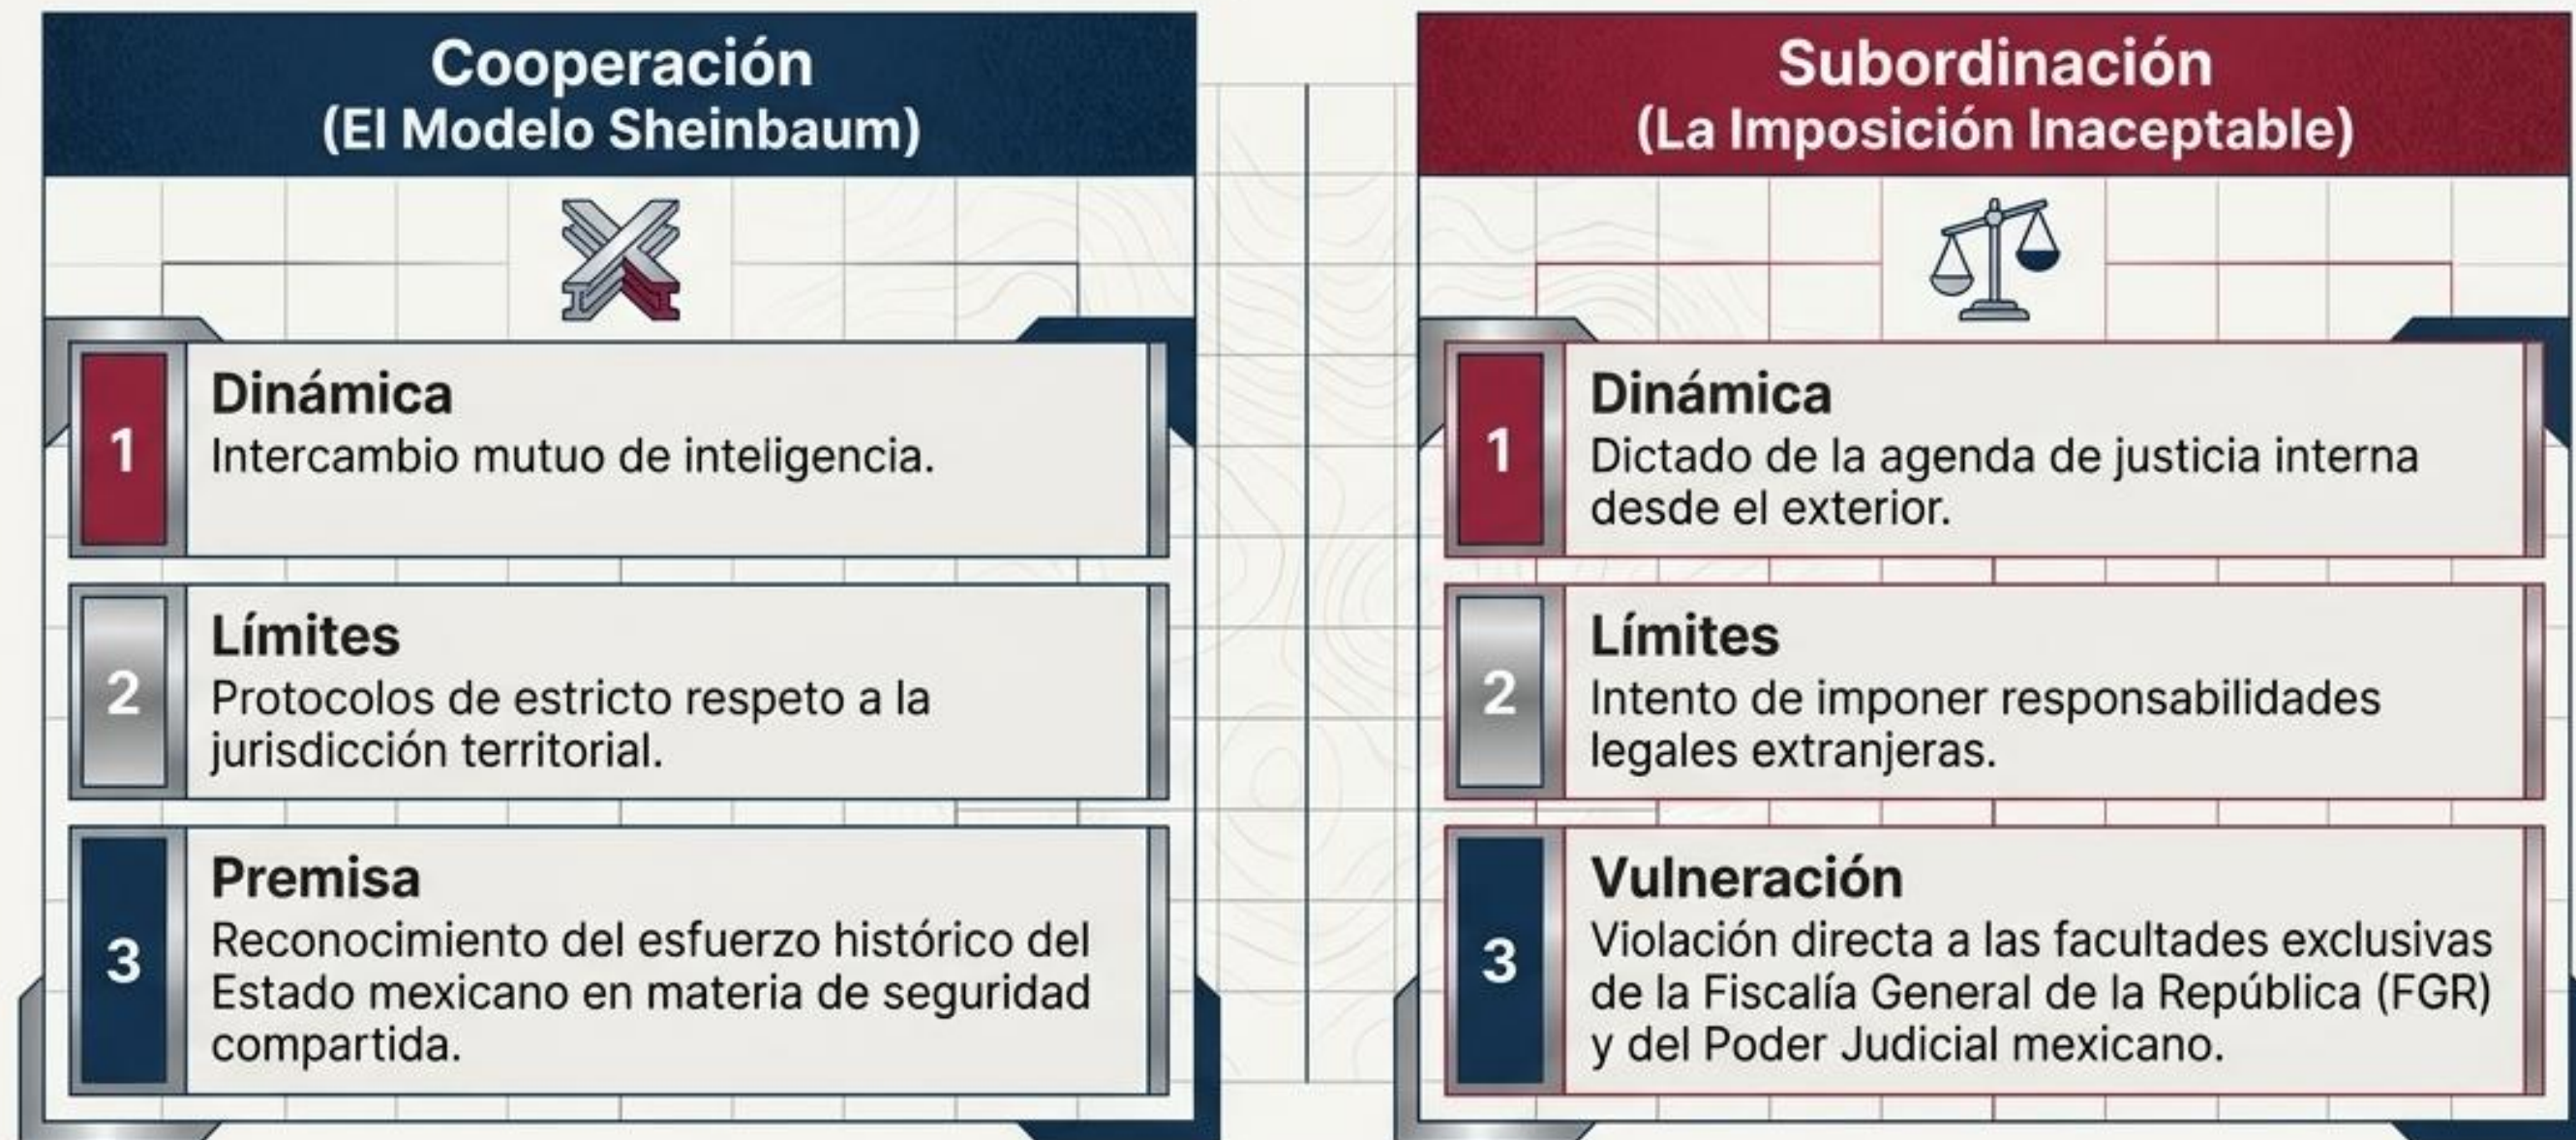 Cooperación
(El Modelo Sheinbaum)
1
Dinámica
Intercambio mutuo de inteligencia.
2
Límites
Protocolos de estricto respeto a la
jurisdicción territorial.
3
Premisa
Reconocimiento del esfuerzo histórico del
Estado mexicano en materia de seguridad
compartida.
Subordinación
(La Imposición Inaceptable)
1
Dinámica
Dictado de la agenda de justicia interna
desde el exterior.
2
Límites
Intento de imponer responsabilidades
legales extranjeras.
3
Vulneración
Violación directa a las facultades exclusivas
de la Fiscalía General de la República (FGR)
y del Poder Judicial mexicano.